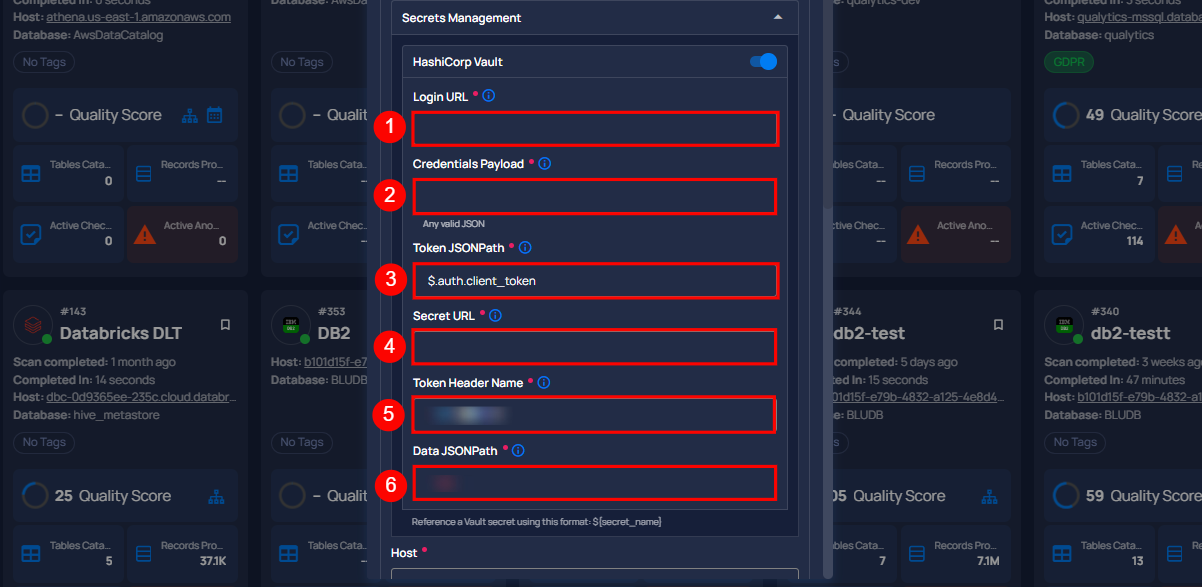 Completed In: 6 seconds
Host: athena.us-east-1.amazonaws.com
Database: AwsDataCatalog
No Tags
– Quality Score
Tables Cata...
0
Records Pro...
--
Active Chec...
0
Active Ano...
0
#143
Databricks DLT
Scan completed: 1 month ago
Completed In: 14 seconds
Host: dbc-0d9365ee-235c.cloud.databr...
Database: hive_metastore
No Tags
25 Quality Score
Tables Cata...
5
Records Pro...
37.1K
Database: AwsD
No Tags
– Qualit
Tables Cata
Active Chec
#353
DB2
Host: b101d15f-e7
Database: BLUDB
No Tags
– Qualit
Tables Cata
Secrets Management
HashiCorp Vault
Login URL *
1
Credentials Payload *
2
Any valid JSON
Token JSONPath *
3
$.auth.client_token
Secret URL *
4
Token Header Name *
5
Data JSONPath *
6
Reference a Vault secret using this format: ${secret_name}
Host *
qualytics-dev
s
Quality Score
les Cata...
--
Records Pro...
--
ive Chec...
--
Active Ano...
--
#344
db2-test
completed: 5 days ago
eted In: 15 seconds
01d15f-e79b-4832-a125-4e8d4...
BLUDB
s
05 Quality Score
les Cata...
7
Records Pro...
7.1M
Completed In: 3 seconds
Host: qualytics-mssql.databa
Database: qualytics
GDPR
49 Quality Score
Tables Cata...
7
Re
Active Chec...
114
A
#340
db2-testt
Scan completed: 3 weeks ag
Completed In: 47 minutes
Host: b101d15f-e79b-4832-a1
Database: BLUDB
No Tags
59 Quality Score
Tables Cata...
13
Re